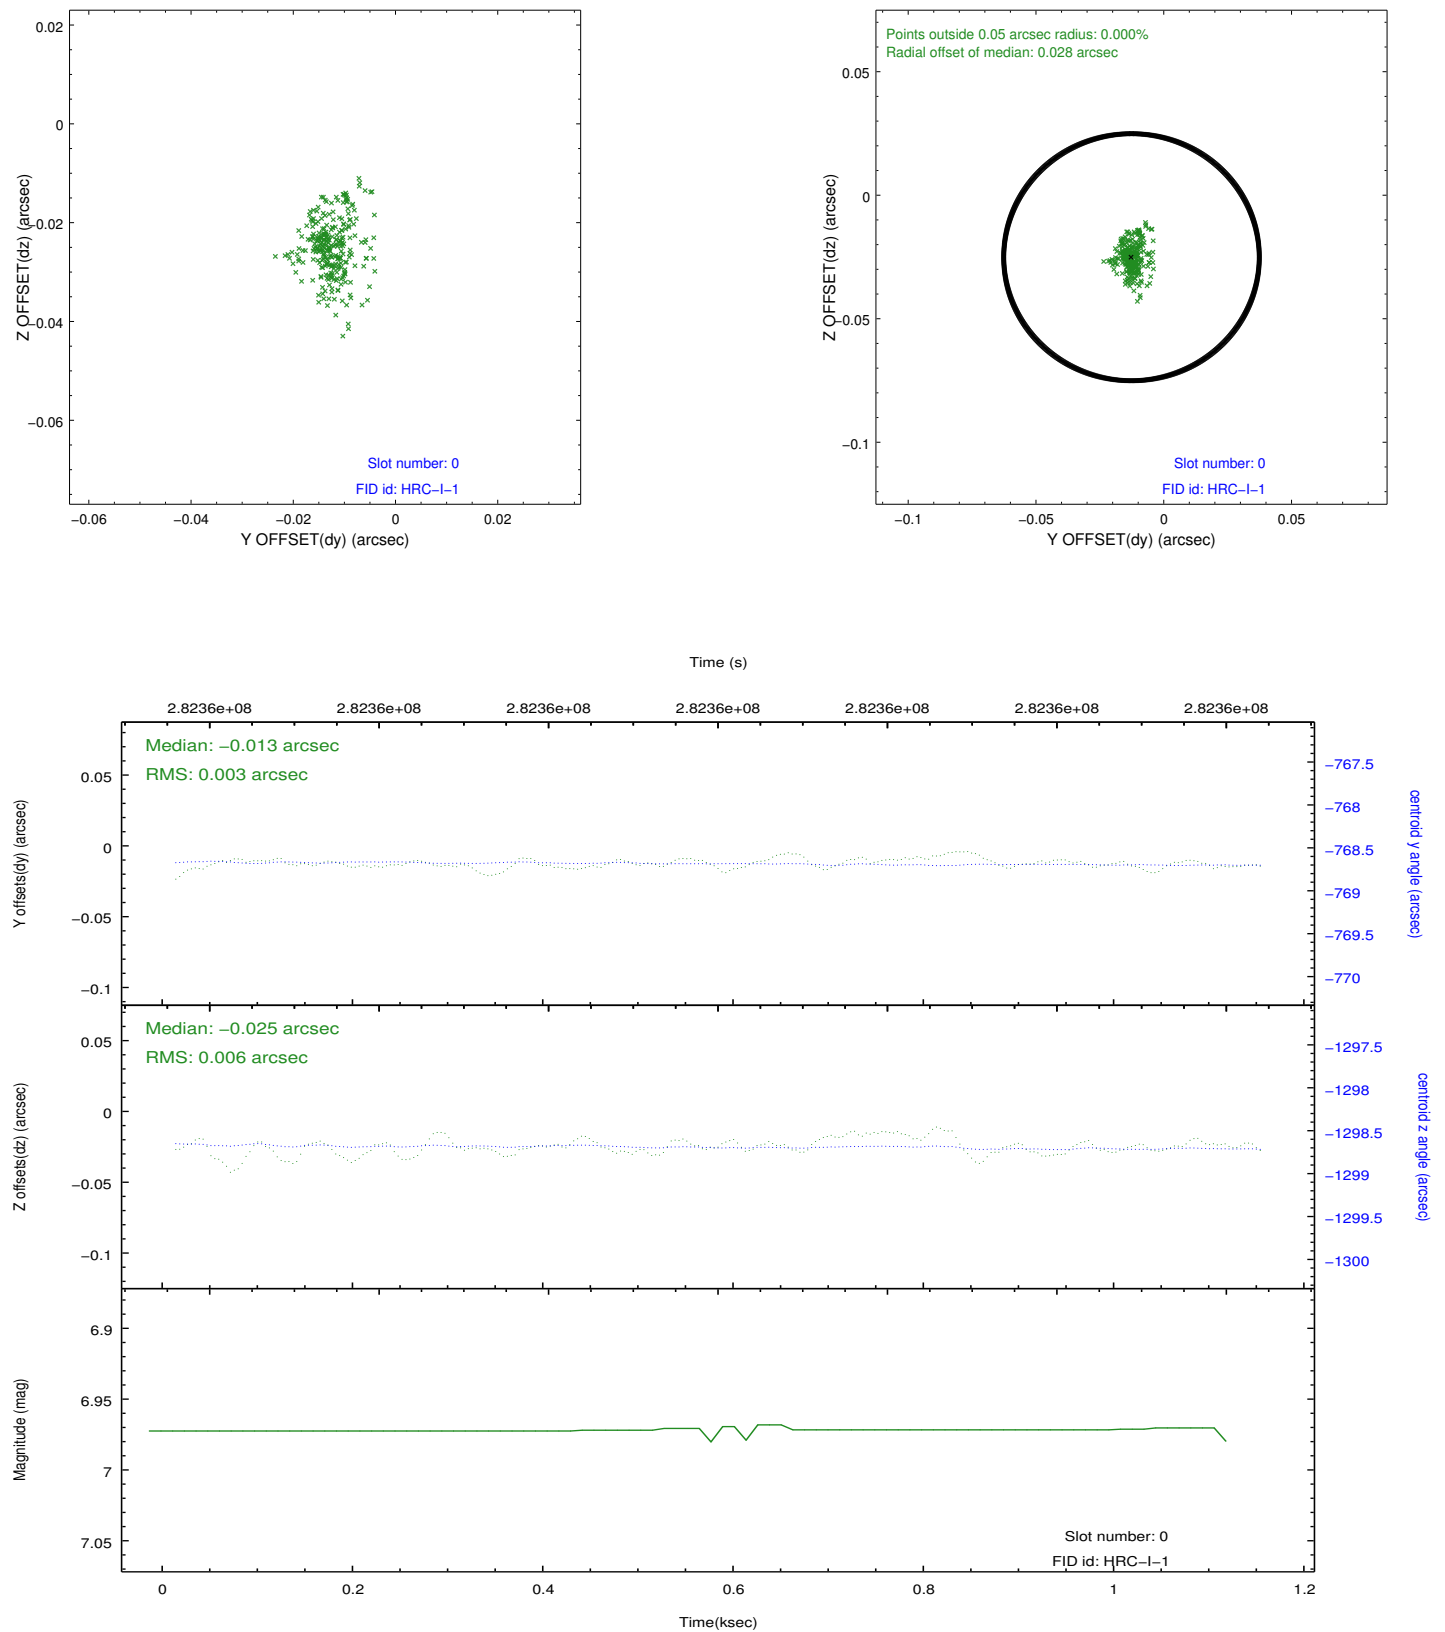 0.02
0
−0.02
−0.04
−0.06
Z OFFSET(dz) (arcsec)
Slot number: 0
FID id: HRC−I−1
−0.06
−0.04
−0.02
0
0.02
Y OFFSET(dy) (arcsec)
Points outside 0.05 arcsec radius: 0.000%
Radial offset of median: 0.028 arcsec
0.05
0
−0.05
−0.1
Z OFFSET(dz) (arcsec)
Slot number: 0
FID id: HRC−I−1
−0.1
−0.05
0
0.05
Y OFFSET(dy) (arcsec)
Time (s)
2.8236e+08
2.8236e+08
2.8236e+08
2.8236e+08
2.8236e+08
2.8236e+08
2.8236e+08
Median: −0.013 arcsec
RMS: 0.003 arcsec
0.05
0
−0.05
−0.1
Y offsets(dy) (arcsec)
−767.5
−768
−768.5
−769
−769.5
−770
centroid y angle (arcsec)
Median: −0.025 arcsec
RMS: 0.006 arcsec
0.05
0
−0.05
−0.1
Z offsets(dz) (arcsec)
−1297.5
−1298
−1298.5
−1299
−1299.5
−1300
centroid z angle (arcsec)
6.9
6.95
7
7.05
Magnitude (mag)
Slot number: 0
FID id: HRC−I−1
0
0.2
0.4
0.6
0.8
1
1.2
Time(ksec)